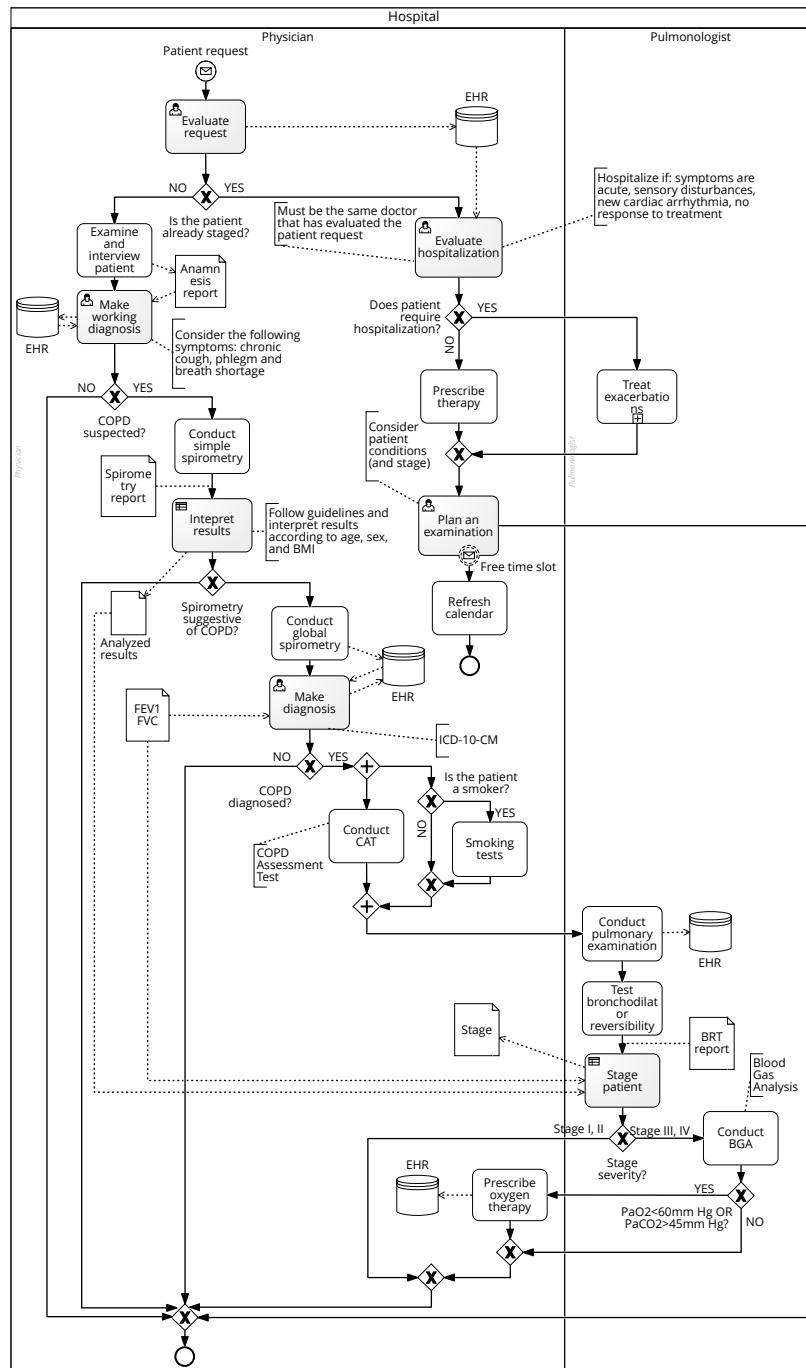 Hospital
Physician
Pulmonologist
Patient request
Evaluate
request
EHR
NO
YES
Is the patient
already staged?
Must be the same doctor
that has evaluated the
patient request
Evaluate
hospitalization
Hospitalize if: symptoms are
acute, sensory disturbances,
new cardiac arrhythmia, no
response to treatment
Examine
and
interview
patient
Anamn
esis
report
Make
working
diagnosis
EHR
Consider the following
symptoms: chronic
cough, phlegm and
breath shortage
Does patient
require
hospitalization?
YES
NO
Prescribe
therapy
Treat
exacerbatio
ns
NO
YES
COPD
suspected?
Conduct
simple
spirometry
Consider
patient
conditions
(and stage)
Physician
Pulmonologist
Spirome
try
report
Intepret
results
Follow guidelines and
interpret results
according to age, sex,
and BMI
Plan an
examination
Free time slot
Refresh
calendar
Spirometry
suggestive
of COPD?
Analyzed
results
Conduct
global
spirometry
EHR
Make
diagnosis
FEV1
FVC
ICD-10-CM
NO
YES
COPD
diagnosed?
Is the patient
a smoker?
YES
NO
Conduct
CAT
Smoking
tests
COPD
Assessment
Test
Conduct
pulmonary
examination
EHR
Test
bronchodilat
or
reversibility
Stage
BRT
report
Stage
patient
Blood
Gas
Analysis
Stage I, II
Stage III, IV
Stage
severity?
Conduct
BGA
EHR
Prescribe
oxygen
therapy
YES
PaO2<60mm Hg OR
PaCO2>45mm Hg?
NO